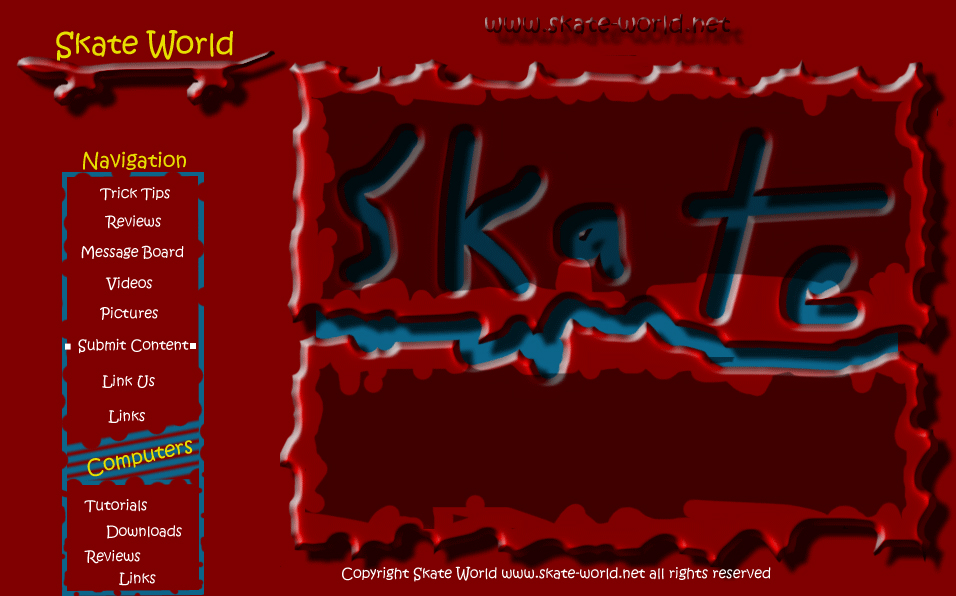 www.skate-world.net
Skate World
Skate
Navigation
Trick Tips
Reviews
Message Board
Videos
Pictures
Submit Content
Link Us
Links
Computers
Tutorials
Downloads
Reviews
Links
Copyright Skate World www.skate-world.net all rights reserved